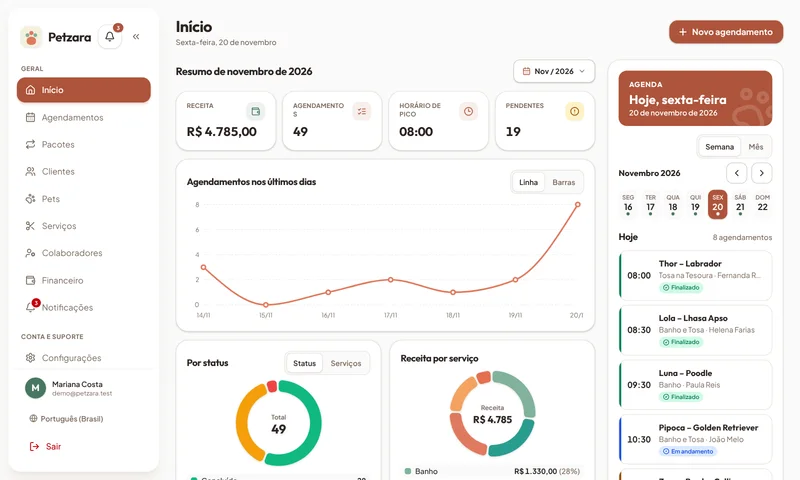 Petzara
3
GERAL
Início
Agendamentos
Pacotes
Clientes
Pets
Serviços
Colaboradores
Financeiro
3
Notificações
CONTA E SUPORTE
Configurações
M
Mariana Costa
demo@petzara.test
Português (Brasil)
Sair
Início
Sexta-feira, 20 de novembro
Novo agendamento
Resumo de novembro de 2026
Nov / 2026
RECEITA
R$ 4.785,00
AGENDAMENTO
S
49
HORÁRIO DE
PICO
08:00
PENDENTES
19
Agendamentos nos últimos dias
Linha Barras
8
6
4
2
0
14/11 15/11 16/11 17/11 18/11 19/11 20/1
Por status
Status Serviços
Total
49
Receita por serviço
Receita
R$ 4.785
Banho R$ 1.330,00 (28%)
AGENDA
Hoje, sexta-feira
20 de novembro de 2026
Semana Mês
Novembro 2026
SEG TER QUA QUI SEX SÁB DOM
16 17 18 19 20 21 22
Hoje 8 agendamentos
08:00
Thor – Labrador
Tosa na Tesoura · Fernanda R...
Finalizado
08:30
Lola – Lhasa Apso
Banho e Tosa · Helena Farias
Finalizado
09:30
Luna – Poodle
Banho · Paula Reis
Finalizado
10:30
Pipoca – Golden Retriever
Banho e Tosa · João Melo
Em andamento